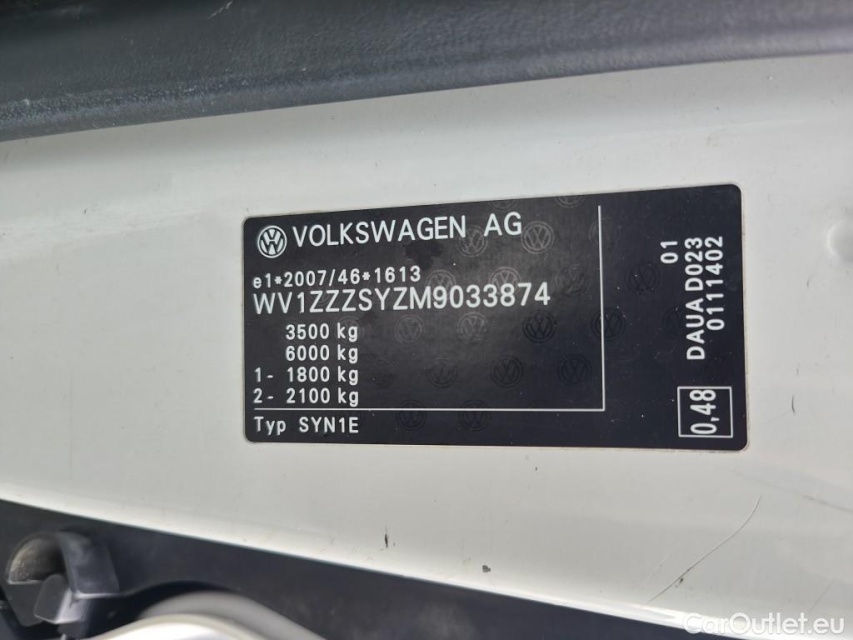 VOLKSWAGEN AG
e1*2007/46*1613
WV1ZZZSYZM9033874
3500 kg
6000 kg
1- 1800 kg
2- 2100 kg
Typ SYN1E
01
DAUA D023
0111402
0,48
CarOutlet.eu